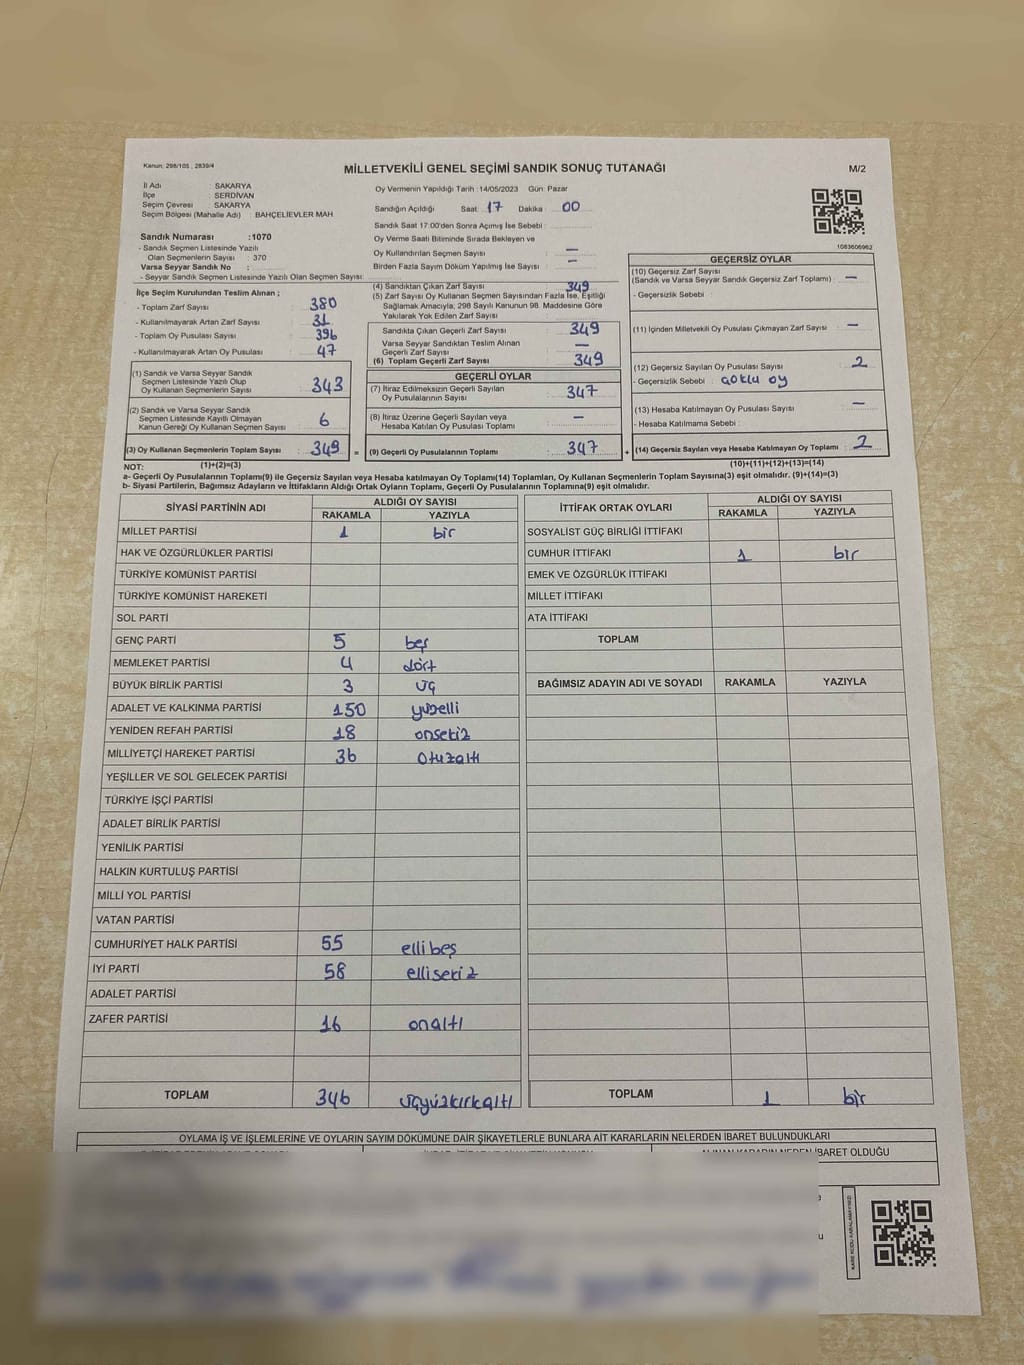 Kanun: 298/105 , 2839/4
MİLLETVEKİLİ GENEL SEÇİMİ SANDIK SONUÇ TUTANAĞI
M/2
İl Adı : SAKARYA
İlçe : SERDİVAN
Seçim Çevresi : SAKARYA
Seçim Bölgesi (Mahalle Adı) : BAHÇELİEVLER MAH
Sandık Numarası :1070
- Sandık Seçmen Listesinde Yazılı
Olan Seçmenlerin Sayısı : 370
Varsa Seyyar Sandık No :
- Seyyar Sandık Seçmen Listesinde Yazılı Olan Seçmen Sayısı:
Oy Vermenin Yapıldığı Tarih : 14/05/2023 Gün: Pazar
Sandığın Açıldığı Saat: 17 Dakika : 00
Sandık Saat 17:00'den Sonra Açımış İse Sebebi :
Oy Verme Saati Bitiminde Sırada Bekleyen ve
Oy Kullandırılan Seçmen Sayısı : —
Birden Fazla Sayım Döküm Yapılmış İse Sayısı : —
1083606962
İlçe Seçim Kurulundan Teslim Alınan ;
- Toplam Zarf Sayısı : 380
- Kullanılmayarak Artan Zarf Sayısı : 31
- Toplam Oy Pusulası Sayısı : 396
- Kullanılmayarak Artan Oy Pusulası : 47
(1) Sandık ve Varsa Seyyar Sandık
Seçmen Listesinde Yazılı Olup
Oy Kullanan Seçmenlerin Sayısı : 343
(2) Sandık ve Varsa Seyyar Sandık
Seçmen Listesinde Kayıtlı Olmayan
Kanun Gereği Oy Kullanan Seçmen Sayısı : 6
(3) Oy Kullanan Seçmenlerin Toplam Sayısı : 349 =
(4) Sandıktan Çıkan Zarf Sayısı : 349
(5) Zarf Sayısı Oy Kullanan Seçmen Sayısından Fazla İse, Eşitliği
Sağlamak Amacıyla, 298 Sayılı Kanunun 98. Maddesine Göre
Yakılarak Yok Edilen Zarf Sayısı :
Sandıkta Çıkan Geçerli Zarf Sayısı : 349
Varsa Seyyar Sandıktan Teslim Alınan
Geçerli Zarf Sayısı : —
(6) Toplam Geçerli Zarf Sayısı : 349
GEÇERLİ OYLAR
(7) İtiraz Edilmeksizin Geçerli Sayılan
Oy Pusulalarının Sayısı : 347
(8) İtiraz Üzerine Geçerli Sayılan veya
Hesaba Katılan Oy Pusulası Toplamı : —
(9) Geçerli Oy Pusulalarının Toplamı : 347 +
GEÇERSİZ OYLAR
(10) Geçersiz Zarf Sayısı
(Sandık ve Varsa Seyyar Sandık Geçersiz Zarf Toplamı) : —
- Geçersizlik Sebebi :
(11) İçinden Milletvekili Oy Pusulası Çıkmayan Zarf Sayısı : —
(12) Geçersiz Sayılan Oy Pusulası Sayısı : 2
- Geçersizlik Sebebi : çoklu oy
(13) Hesaba Katılmayan Oy Pusulası Sayısı : —
- Hesaba Katılmama Sebebi :
(14) Geçersiz Sayılan veya Hesaba Katılmayan Oy Toplamı : 2
NOT: (1)+(2)=(3) (10)+(11)+(12)+(13)=(14)
a- Geçerli Oy Pusulalarının Toplamı(9) ile Geçersiz Sayılan veya Hesaba katılmayan Oy Toplamı(14) Toplamları, Oy Kullanan Seçmenlerin Toplam Sayısına(3) eşit olmalıdır. (9)+(14)=(3)
b- Siyasi Partilerin, Bağımsız Adayların ve İttifakların Aldığı Ortak Oyların Toplamı, Geçerli Oy Pusulalarının Toplamına(9) eşit olmalıdır.
SİYASİ PARTİNİN ADI ALDIĞI OY SAYISI
RAKAMLA YAZIYLA
MİLLET PARTİSİ 1 bir
HAK VE ÖZGÜRLÜKLER PARTİSİ
TÜRKİYE KOMÜNİST PARTİSİ
TÜRKİYE KOMÜNİST HAREKETİ
SOL PARTİ
GENÇ PARTİ 5 beş
MEMLEKET PARTİSİ 4 dört
BÜYÜK BİRLİK PARTİSİ 3 üç
ADALET VE KALKINMA PARTİSİ 150 yüzelli
YENİDEN REFAH PARTİSİ 18 onsekiz
MİLLİYETÇİ HAREKET PARTİSİ 36 otuzaltı
YEŞİLLER VE SOL GELECEK PARTİSİ
TÜRKİYE İŞÇİ PARTİSİ
ADALET BİRLİK PARTİSİ
YENİLİK PARTİSİ
HALKIN KURTULUŞ PARTİSİ
MİLLİ YOL PARTİSİ
VATAN PARTİSİ
CUMHURİYET HALK PARTİSİ 55 ellibeş
İYİ PARTİ 58 ellisekiz
ADALET PARTİSİ
ZAFER PARTİSİ 16 onaltı
TOPLAM 346 üçyüzkırkaltı
İTTİFAK ORTAK OYLARI ALDIĞI OY SAYISI
RAKAMLA YAZIYLA
SOSYALİST GÜÇ BİRLİĞİ İTTİFAKI
CUMHUR İTTİFAKI 1 bir
EMEK VE ÖZGÜRLÜK İTTİFAKI
MİLLET İTTİFAKI
ATA İTTİFAKI
TOPLAM
BAĞIMSIZ ADAYIN ADI VE SOYADI RAKAMLA YAZIYLA
TOPLAM 1 bir
OYLAMA İŞ VE İŞLEMLERİNE VE OYLARIN SAYIM DÖKÜMÜNE DAİR ŞİKAYETLERLE BUNLARA AİT KARARLARIN NELERDEN İBARET BULUNDUKLARI
İBARET OLDUĞU
KARE KODU KARALAMAYINIZ!